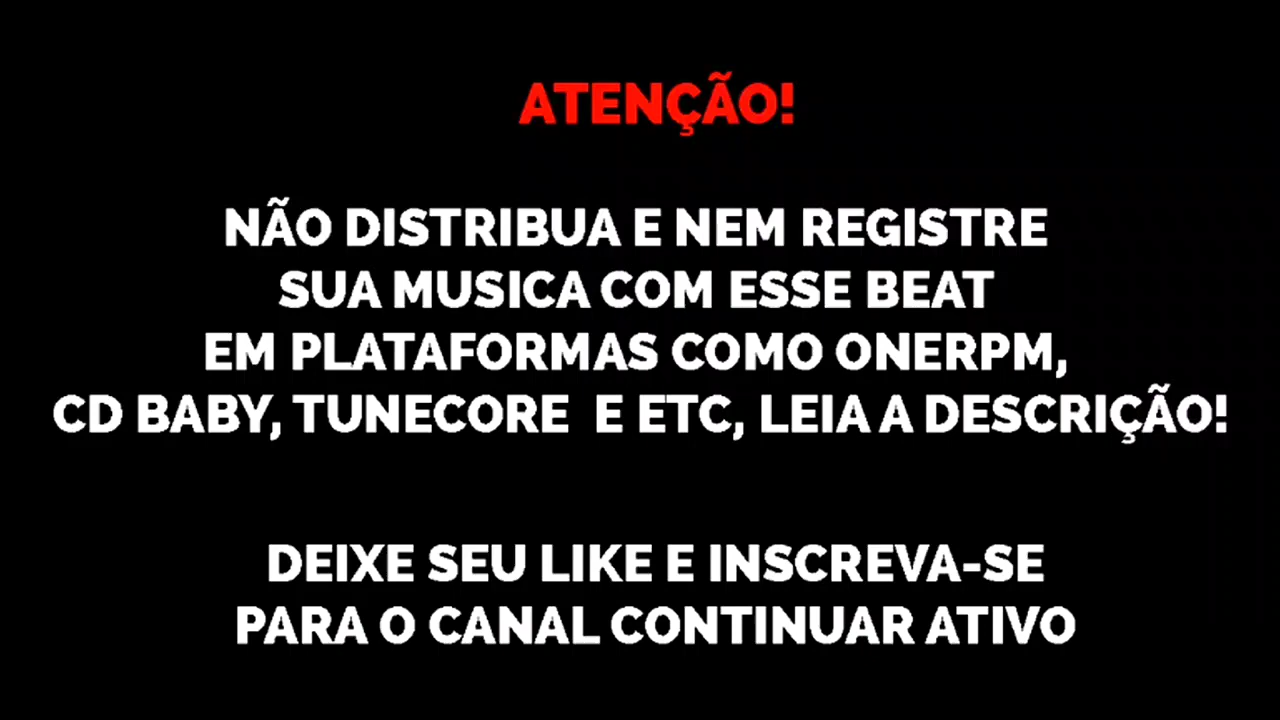 ATENÇÃO!
NÃO DISTRIBUA E NEM REGISTRE
SUA MUSICA COM ESSE BEAT
EM PLATAFORMAS COMO ONERPM,
CD BABY, TUNECORE  E ETC, LEIA A DESCRIÇÃO!
DEIXE SEU LIKE E INSCREVA-SE
PARA O CANAL CONTINUAR ATIVO